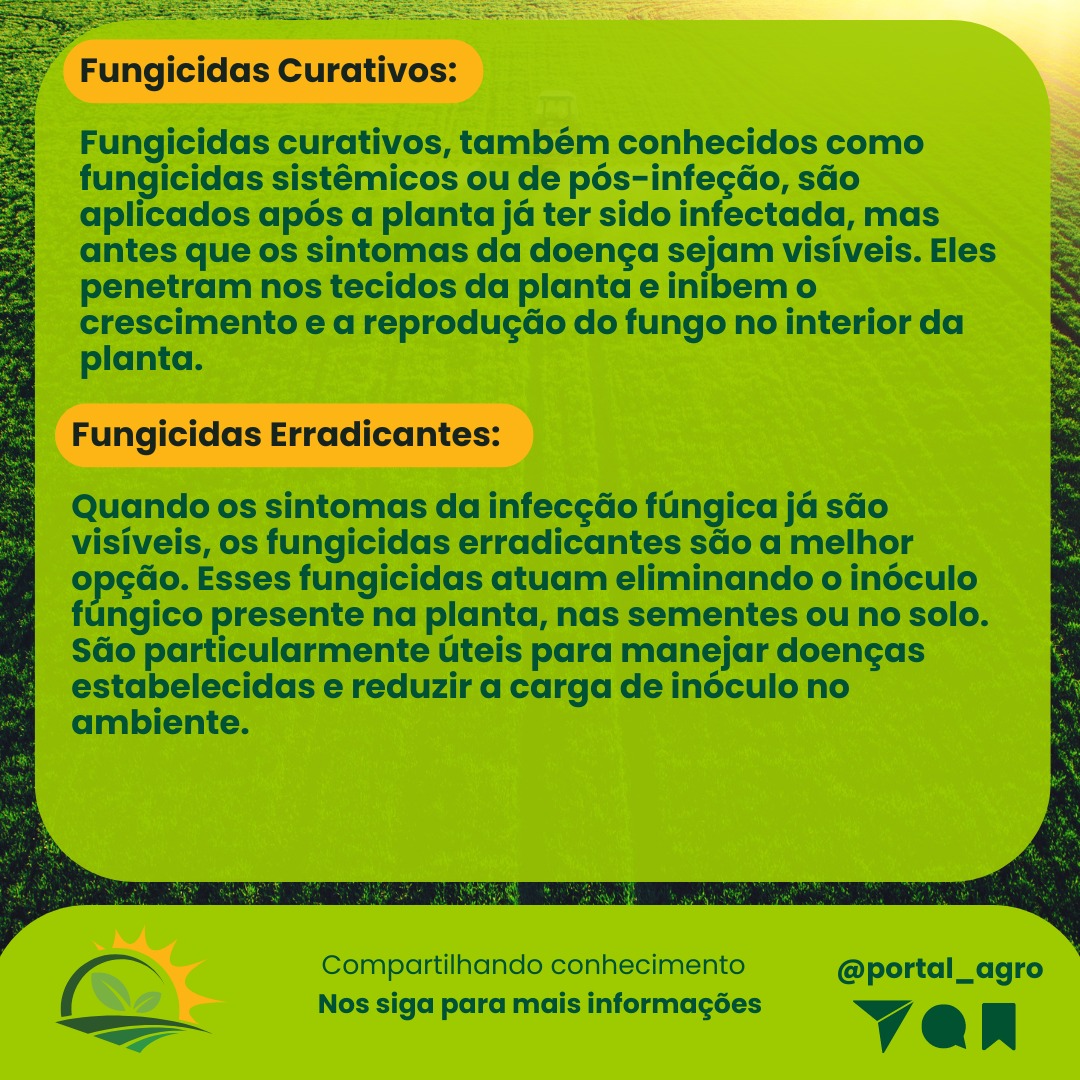 Fungicidas Curativos:
Fungicidas curativos, também conhecidos como
fungicidas sistêmicos ou de pós-infeção, são
aplicados após a planta já ter sido infectada, mas
antes que os sintomas da doença sejam visíveis. Eles
penetram nos tecidos da planta e inibem o
crescimento e a reprodução do fungo no interior da
planta.
Fungicidas Erradicantes:
Quando os sintomas da infecção fúngica já são
visíveis, os fungicidas erradicantes são a melhor
opção. Esses fungicidas atuam eliminando o inóculo
fúngico presente na planta, nas sementes ou no solo.
São particularmente úteis para manejar doenças
estabelecidas e reduzir a carga de inóculo no
ambiente.
Compartilhando conhecimento
Nos siga para mais informações
@portal_agro